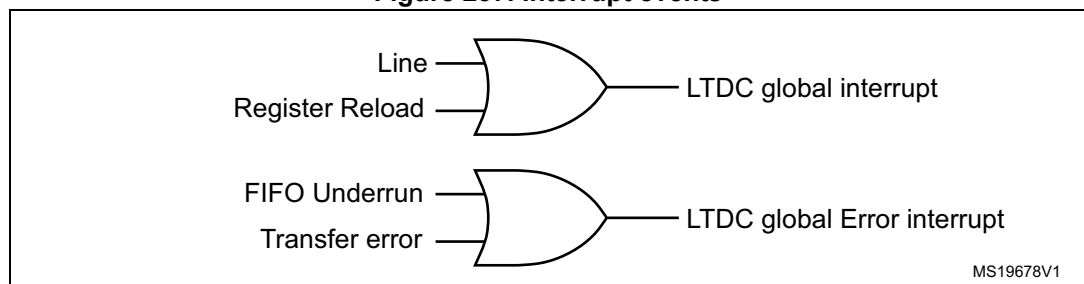 Line
LTDC global interrupt
Register Reload
FIFO Underrun
LTDC global Error interrupt
Transfer error
MS19678V1